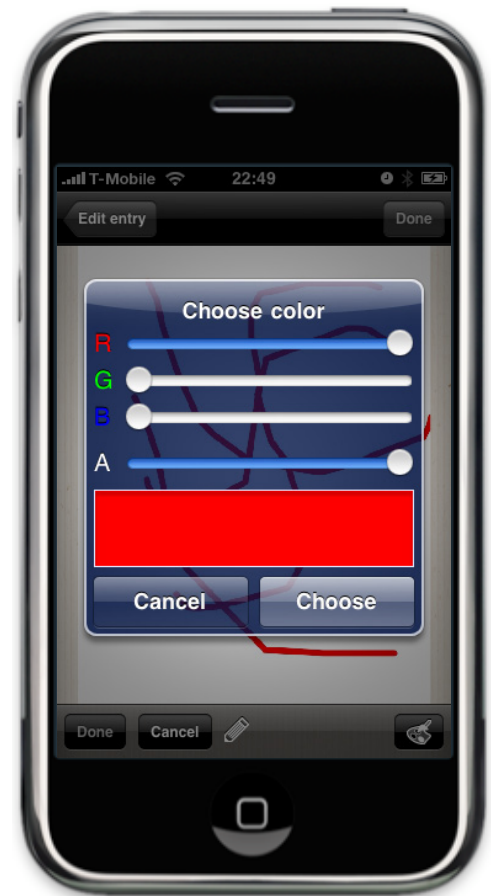 T-Mobile 22:49
Edit entry Done
Choose color
R
G
B
A
Cancel Choose
Done Cancel